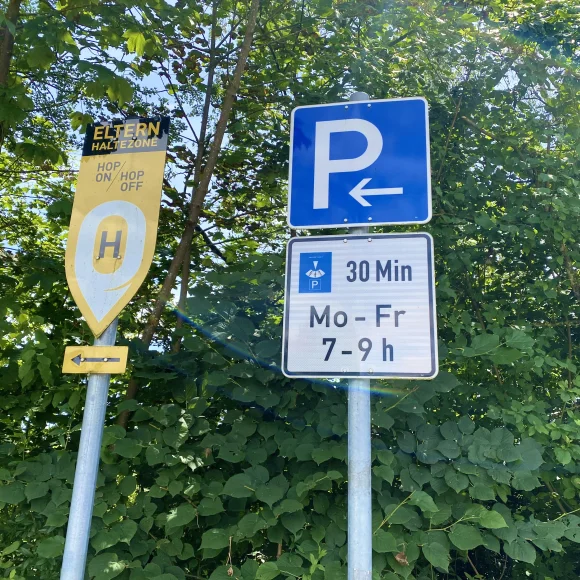 ELTERN
HALTEZONE
HOP
ON / HOP
OFF
H
P
P
30 Min
Mo - Fr
7 - 9 h